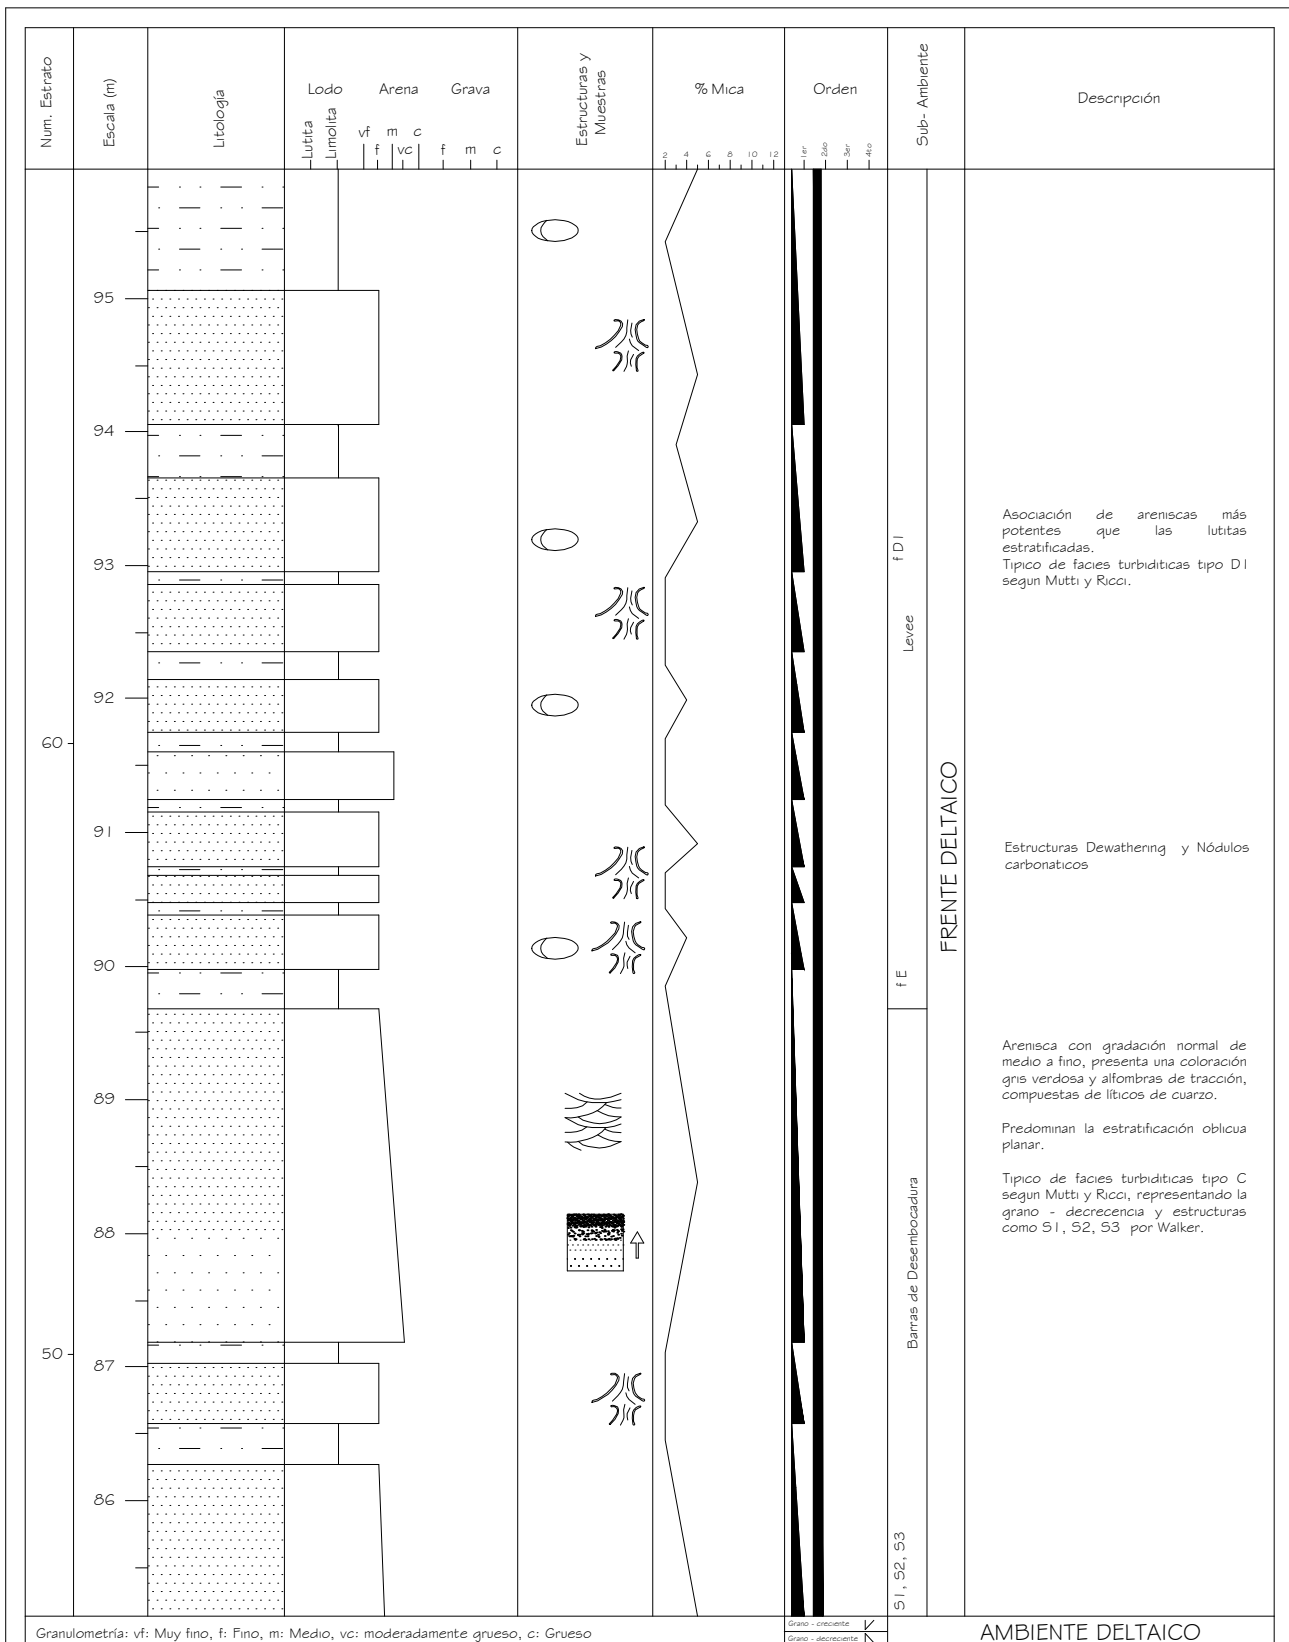 Num. Estrato
Escala (m)
Litología
Lodo
Arena
Grava
Lutita
Limolita
vf
m
c
f
vc
f
m
c
Estructuras y
Muestras
% Mica
2 4 6 8 10 12
Orden
1er
2do
3er
4to
Sub- Ambiente
Descripción
95
94
93
92
60
91
90
89
88
50
87
86
f D1
Levee
f E
Barras de Desembocadura
S1, S2, S3
FRENTE DELTAICO
Asociación de areniscas más
potentes que las lutitas
estratificadas.
Tipico de facies turbiditicas tipo D1
segun Mutti y Ricci.
Estructuras Dewathering y Nódulos
carbonaticos
Arenisca con gradación normal de
medio a fino, presenta una coloración
gris verdosa y alfombras de tracción,
compuestas de líticos de cuarzo.
Predominan la estratificación oblicua
planar.
Tipico de facies turbiditicas tipo C
segun Mutti y Ricci, representando la
grano - decrecencia y estructuras
como S1, S2, S3 por Walker.
Granulometría: vf: Muy fino, f: Fino, m: Medio, vc: moderadamente grueso, c: Grueso
Grano - creciente
Grano - decreciente
AMBIENTE DELTAICO